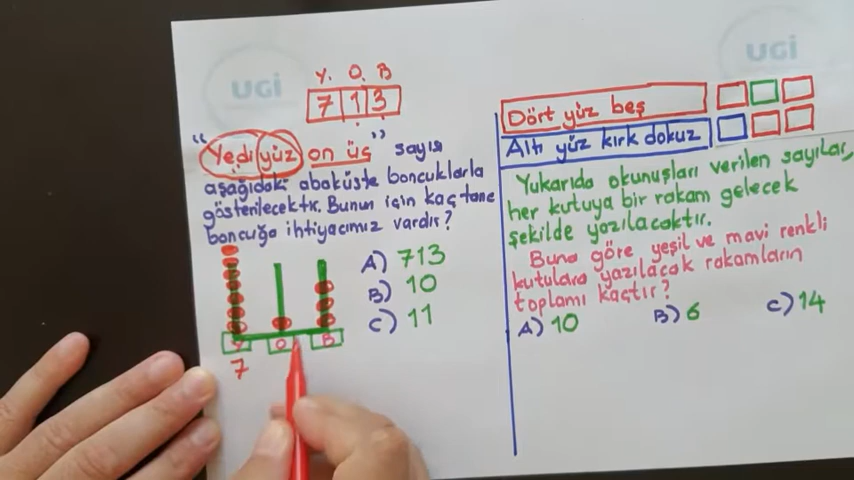 UGi
Y. O. B
7 1 3
"Yedi yüz on üç" sayısı
aşağıdaki abaküste boncuklarla
gösterilecektir. Bunun için kaç tane
boncuğa ihtiyacımız vardır?
A) 713
B) 10
C) 11
Y O B
7
UGi
Dört yüz beş
Altı yüz kırk dokuz
Yukarıda okunuşları verilen sayılar,
her kutuya bir rakam gelecek
şekilde yazılacaktır.
Buna göre yeşil ve mavi renkli
kutulara yazılacak rakamların
toplamı kaçtır?
A) 10 B) 6 C) 14